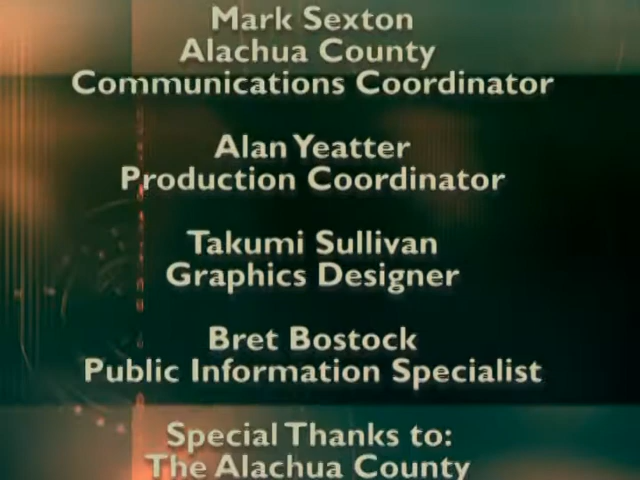 Mark Sexton
Alachua County
Communications Coordinator
Alan Yeatter
Production Coordinator
Takumi Sullivan
Graphics Designer
Bret Bostock
Public Information Specialist
Special Thanks to:
The Alachua County